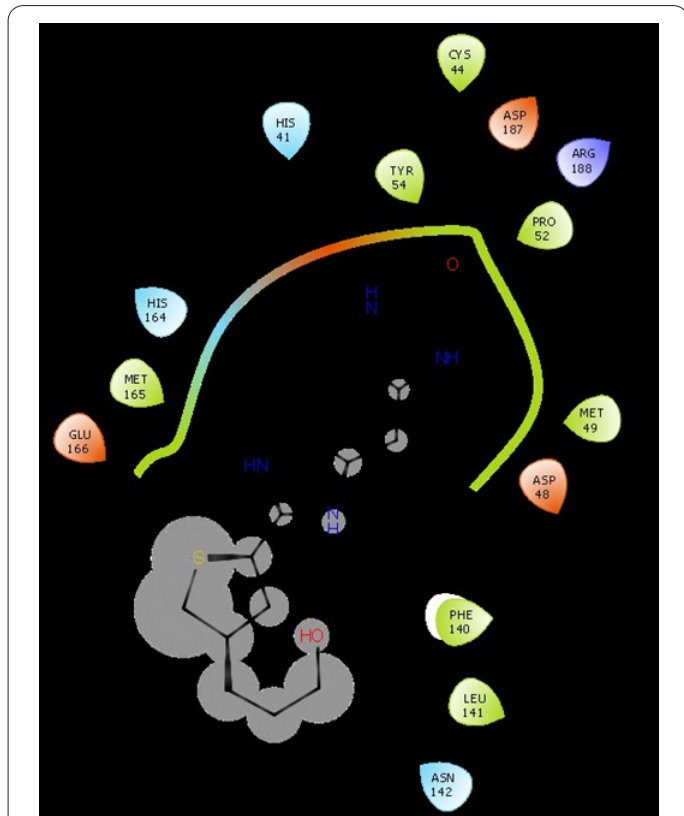 CYS
44
ASP
187
HIS
41
ARG
188
TYR
54
PRO
52
O
H
N
HIS
164
NH
MET
165
MET
49
GLU
166
HN
ASP
48
N
H
S
HO
PHE
140
LEU
141
ASN
142